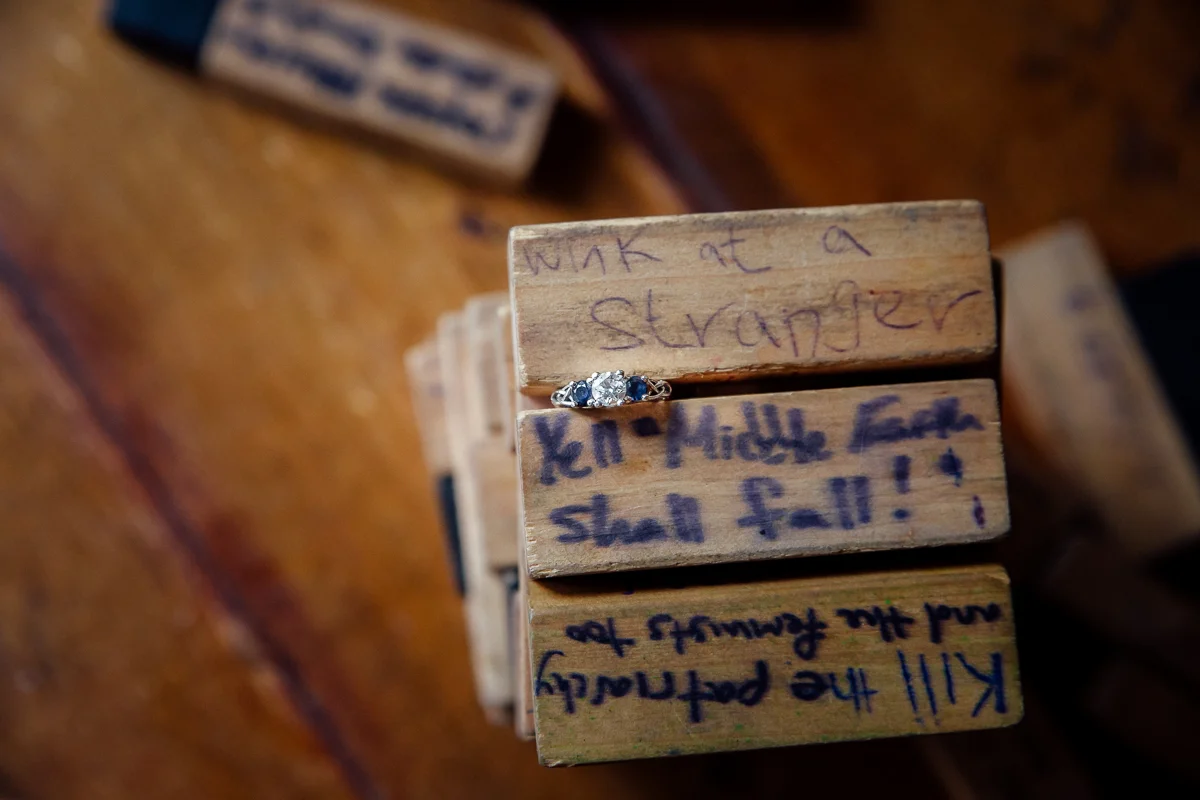 Wink at a
Stranger
Yell "Middle Earth
shall fall!"
Kill the patriarchy
and the feminists too